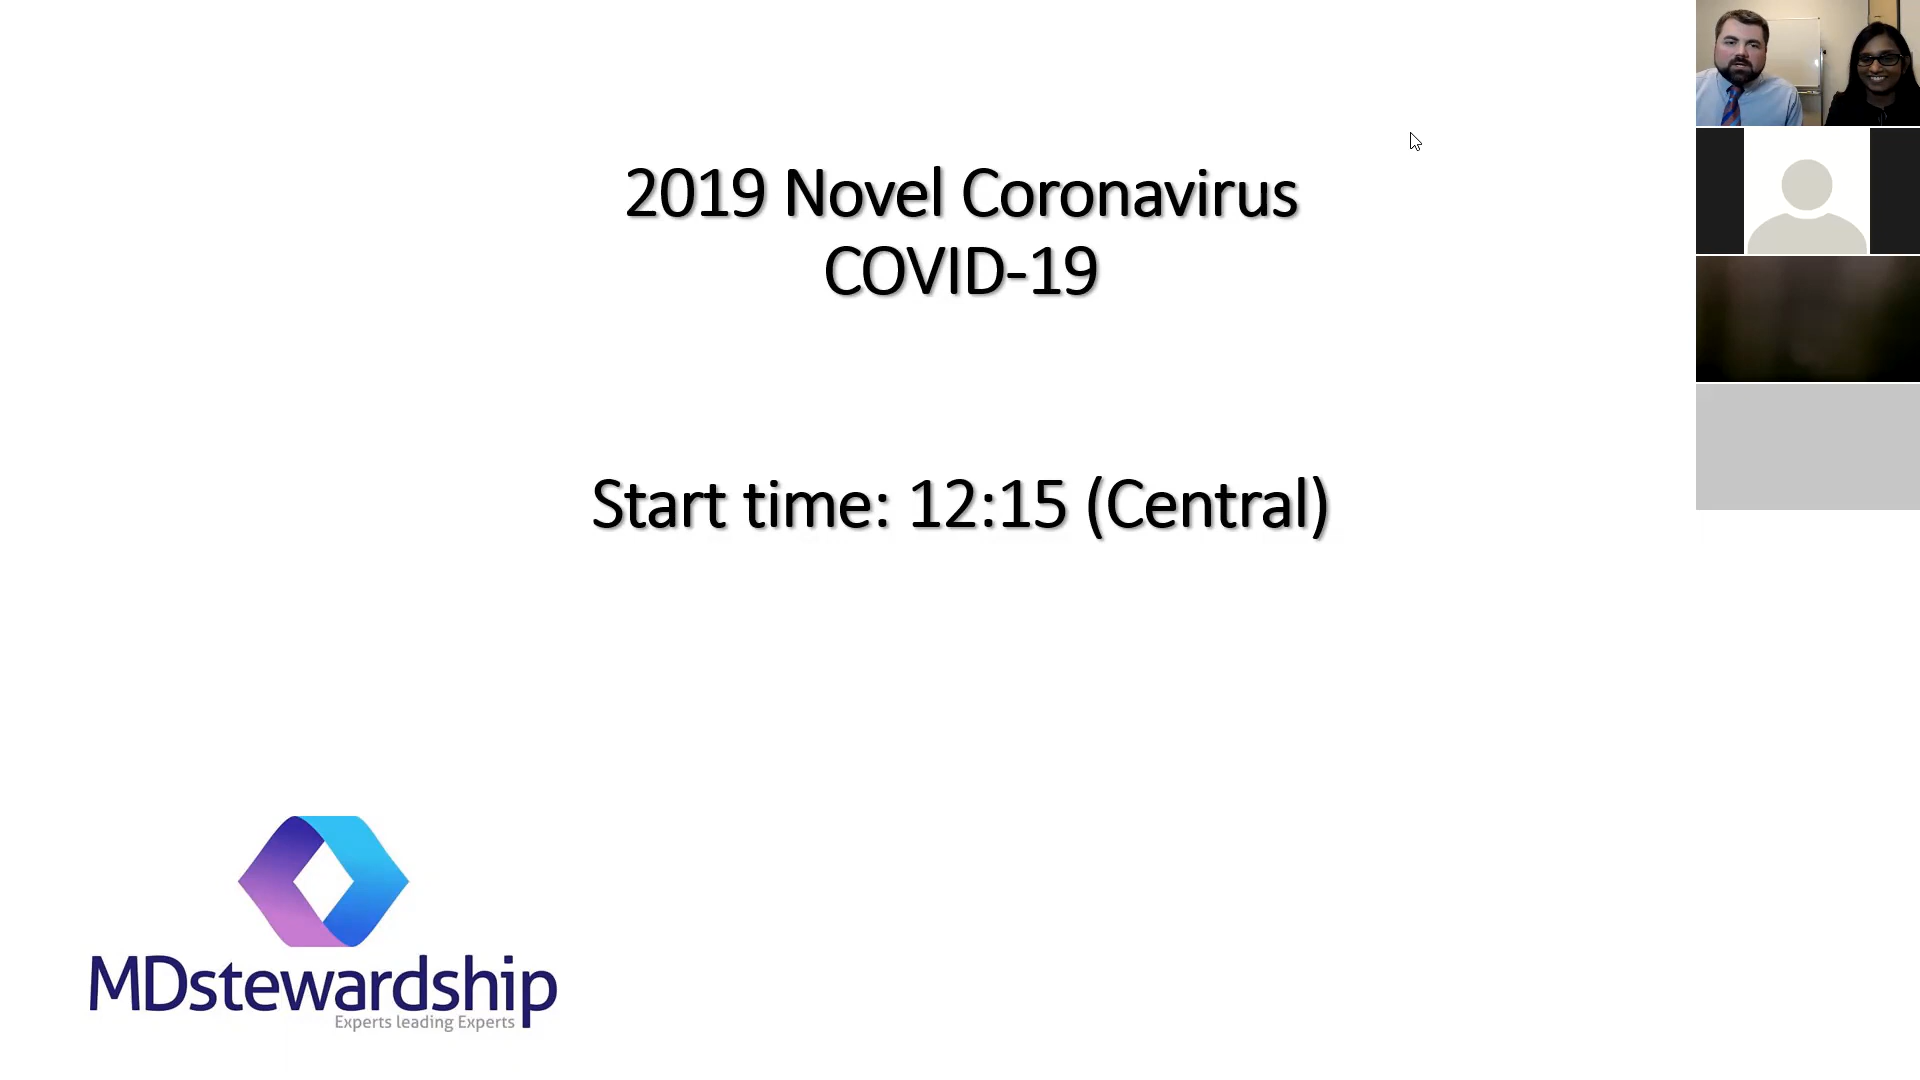 2019 Novel Coronavirus
COVID-19
Start time: 12:15 (Central)
MDstewardship
Experts leading Experts